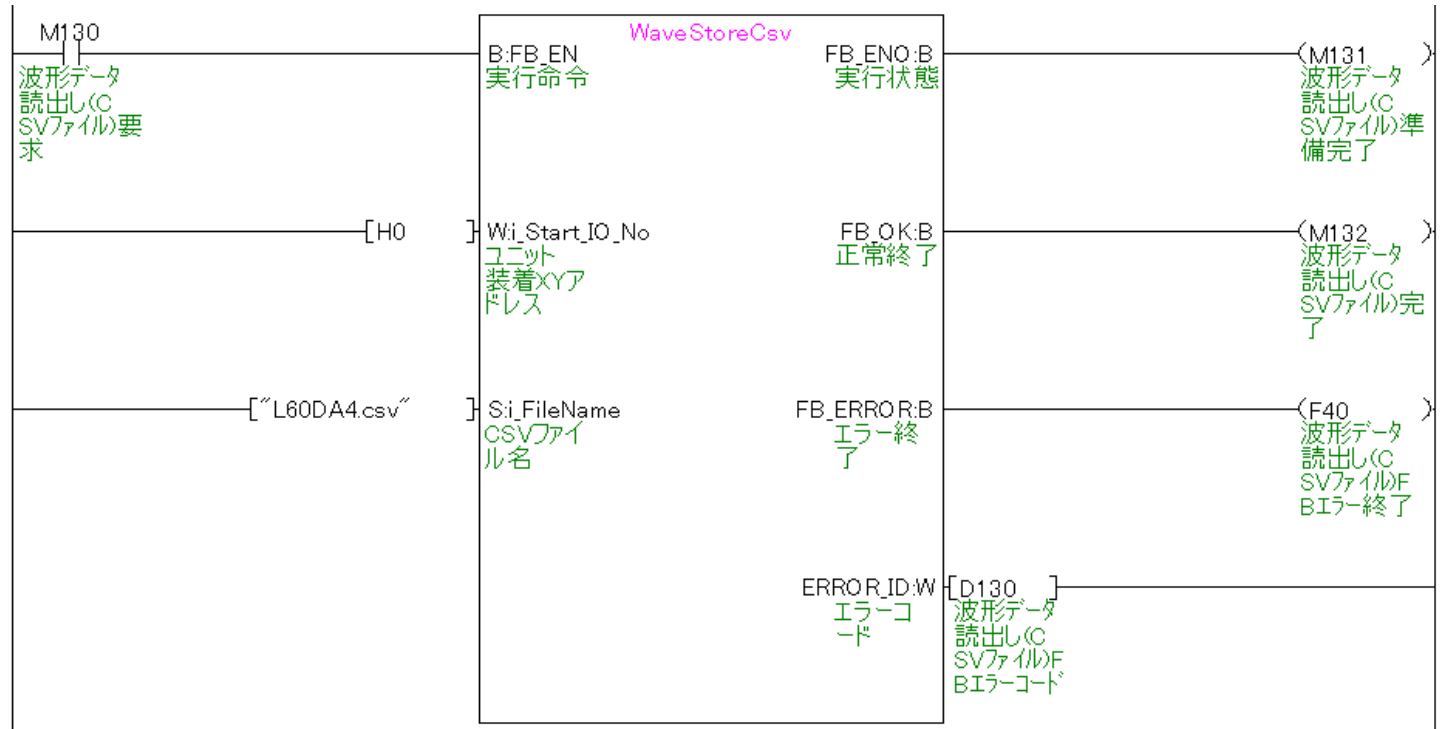 M130
波形データ
読出し(C
SVファイル)要
求
WaveStoreCsv
B:FB_EN
実行命令
FB_ENO:B
実行状態
(M131 )
波形データ
読出し(C
SVファイル)準
備完了
[H0 ]
W:i_Start_IO_No
ユニット
装着XYア
ドレス
FB_OK:B
正常終了
(M132 )
波形データ
読出し(C
SVファイル)完
了
["L60DA4.csv" ]
S:i_FileName
CSVファイ
ル名
FB_ERROR:B
エラー終
了
(F40 )
波形データ
読出し(C
SVファイル)F
Bエラー終了
ERROR_ID:W
エラーコ
ード
[D130 ]
波形データ
読出し(C
SVファイル)F
Bエラーコード